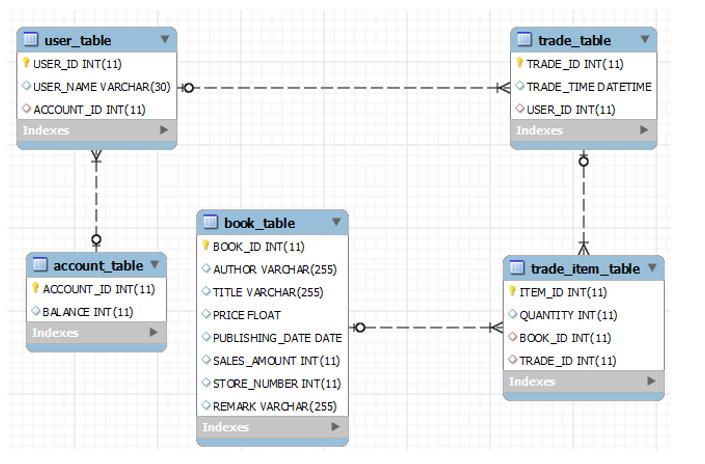 user_table
USER_ID INT(11)
USER_NAME VARCHAR(30)
ACCOUNT_ID INT(11)
Indexes
trade_table
TRADE_ID INT(11)
TRADE_TIME DATETIME
USER_ID INT(11)
Indexes
account_table
ACCOUNT_ID INT(11)
BALANCE INT(11)
Indexes
book_table
BOOK_ID INT(11)
AUTHOR VARCHAR(255)
TITLE VARCHAR(255)
PRICE FLOAT
PUBLISHING_DATE DATE
SALES_AMOUNT INT(11)
STORE_NUMBER INT(11)
REMARK VARCHAR(255)
Indexes
trade_item_table
ITEM_ID INT(11)
QUANTITY INT(11)
BOOK_ID INT(11)
TRADE_ID INT(11)
Indexes